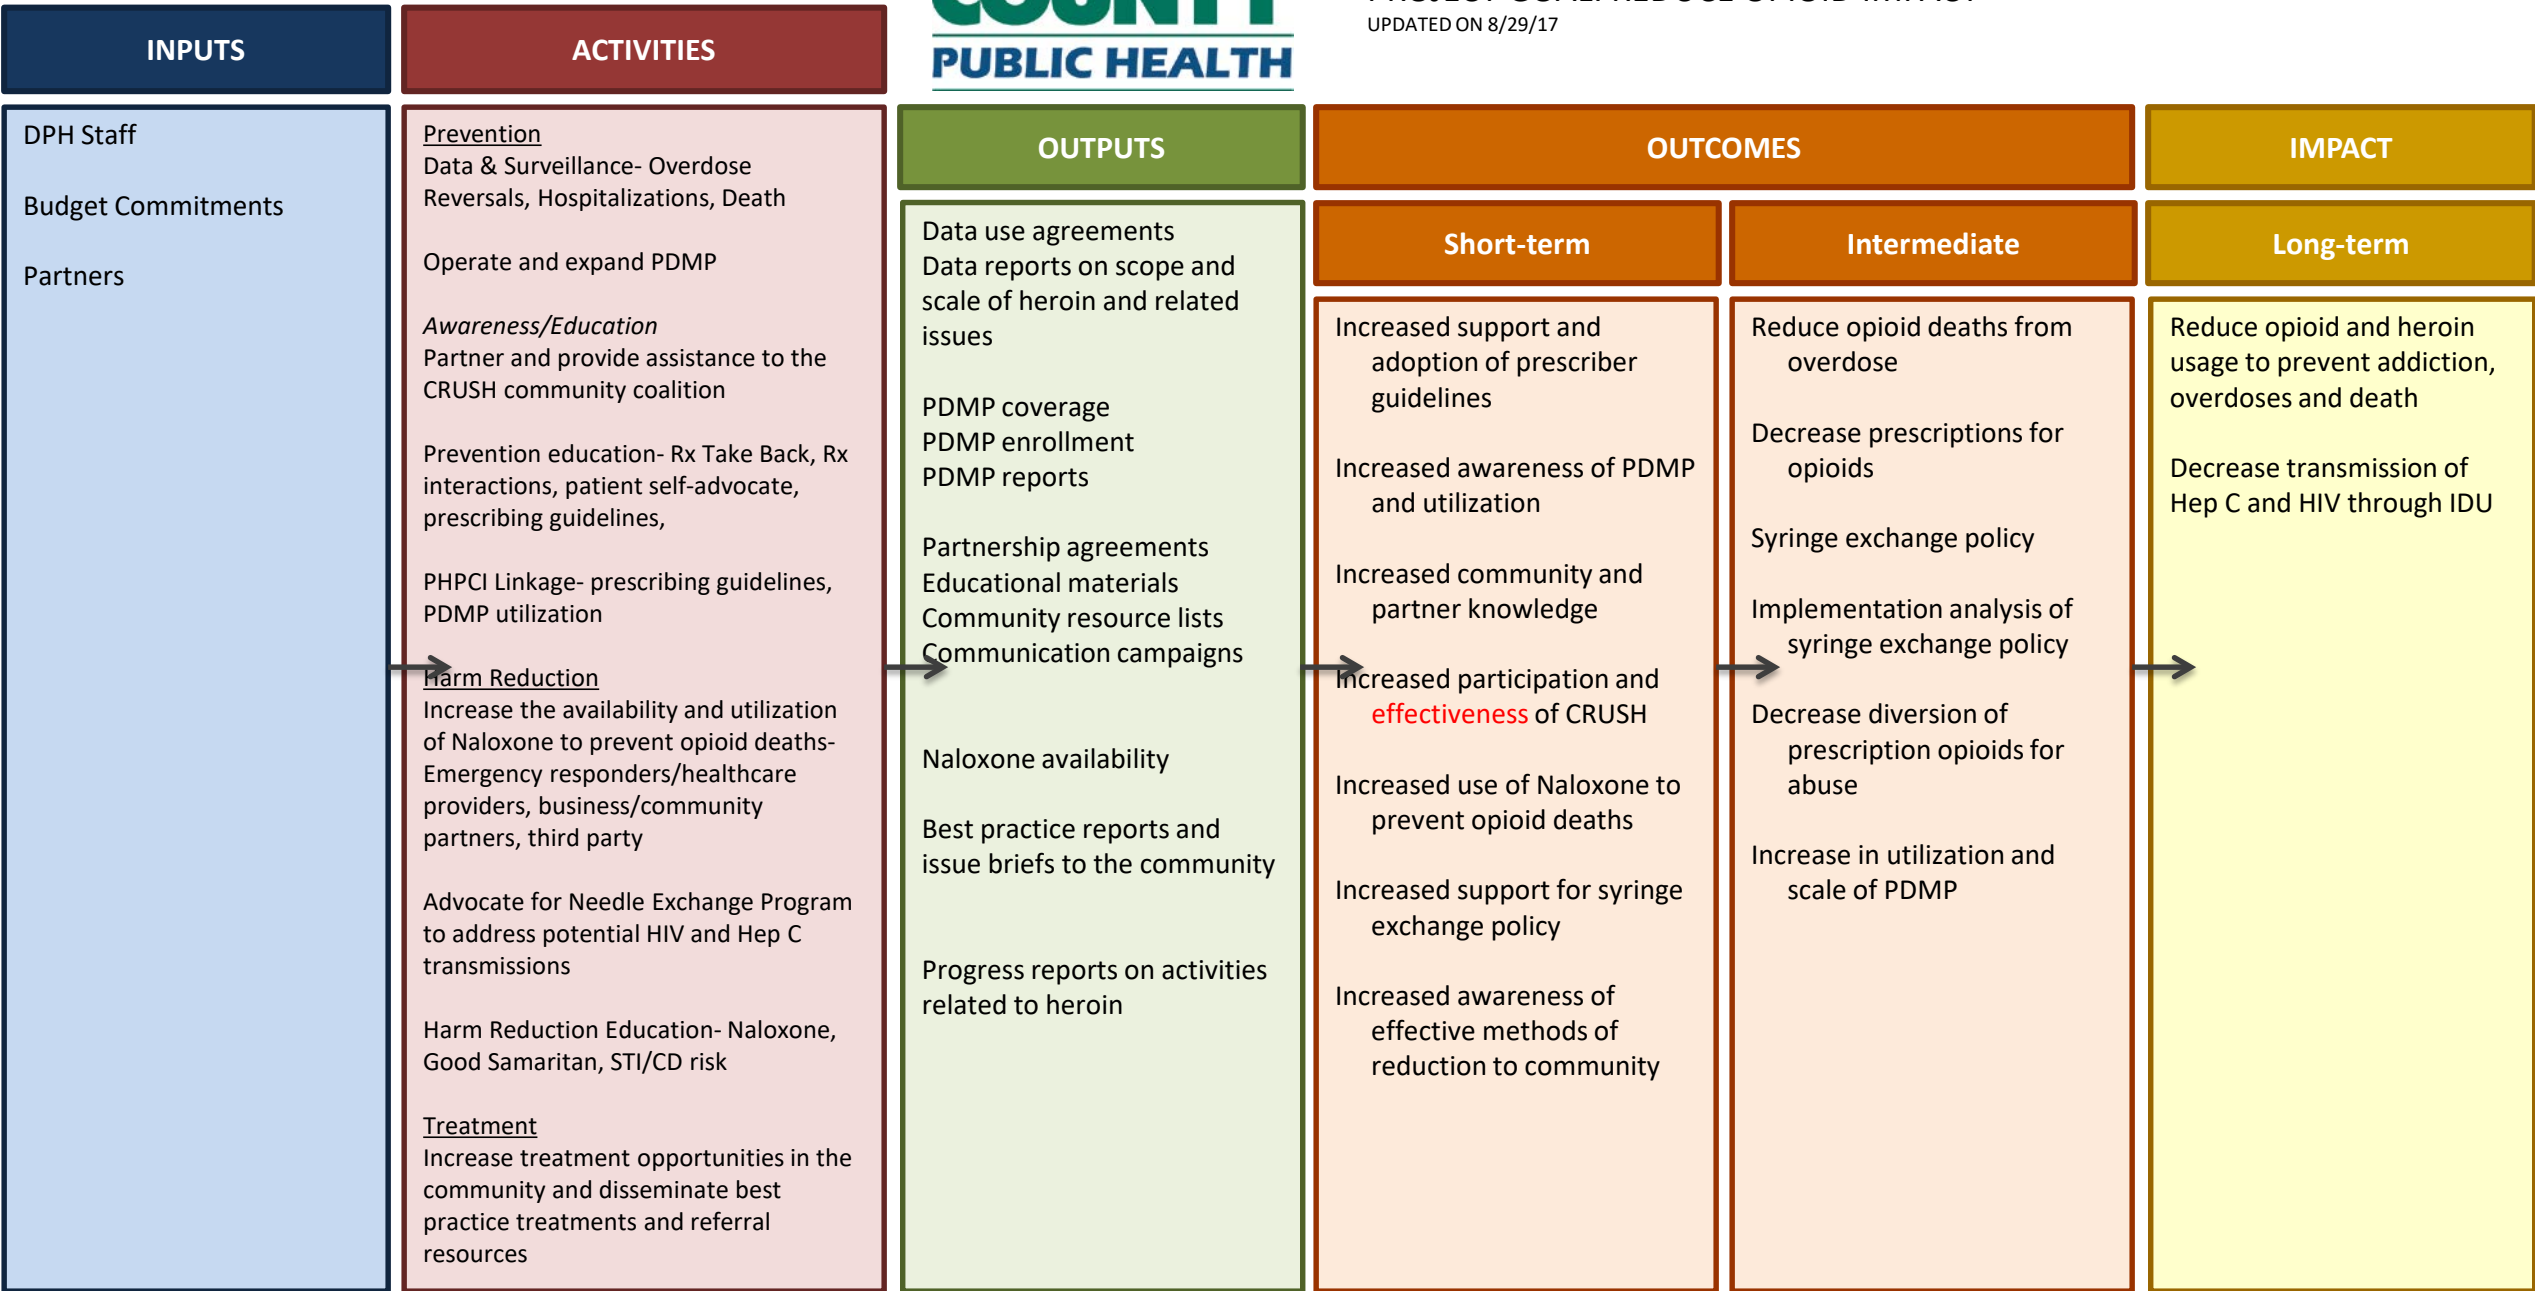 COUNTY
PUBLIC HEALTH
PROJECT GOAL: REDUCE OPIOID IMPACT
UPDATED ON 8/29/17
INPUTS
DPH Staff
Budget Commitments
Partners
ACTIVITIES
Prevention
Data & Surveillance- Overdose
Reversals, Hospitalizations, Death
Operate and expand PDMP
Awareness/Education
Partner and provide assistance to the
CRUSH community coalition
Prevention education- Rx Take Back, Rx
interactions, patient self-advocate,
prescribing guidelines,
PHPCI Linkage- prescribing guidelines,
PDMP utilization
Harm Reduction
Increase the availability and utilization
of Naloxone to prevent opioid deaths-
Emergency responders/healthcare
providers, business/community
partners, third party
Advocate for Needle Exchange Program
to address potential HIV and Hep C
transmissions
Harm Reduction Education- Naloxone,
Good Samaritan, STI/CD risk
Treatment
Increase treatment opportunities in the
community and disseminate best
practice treatments and referral
resources
OUTPUTS
Data use agreements
Data reports on scope and
scale of heroin and related
issues
PDMP coverage
PDMP enrollment
PDMP reports
Partnership agreements
Educational materials
Community resource lists
Communication campaigns
Naloxone availability
Best practice reports and
issue briefs to the community
Progress reports on activities
related to heroin
OUTCOMES
Short-term
Increased support and
adoption of prescriber
guidelines
Increased awareness of PDMP
and utilization
Increased community and
partner knowledge
Increased participation and
effectiveness of CRUSH
Increased use of Naloxone to
prevent opioid deaths
Increased support for syringe
exchange policy
Increased awareness of
effective methods of
reduction to community
Intermediate
Reduce opioid deaths from
overdose
Decrease prescriptions for
opioids
Syringe exchange policy
Implementation analysis of
syringe exchange policy
Decrease diversion of
prescription opioids for
abuse
Increase in utilization and
scale of PDMP
IMPACT
Long-term
Reduce opioid and heroin
usage to prevent addiction,
overdoses and death
Decrease transmission of
Hep C and HIV through IDU